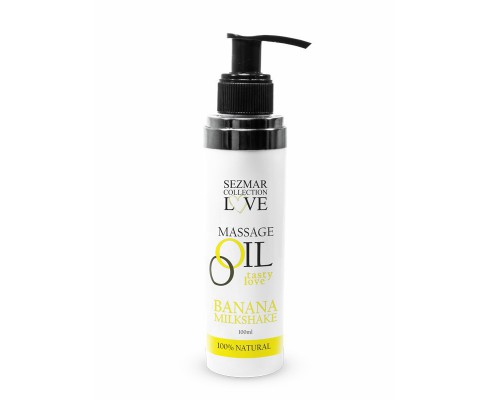 SEZMAR
COLLECTION
LOVE
MASSAGE
OIL
tasty
love
BANANA
MILKSHAKE
100ml
100% NATURAL